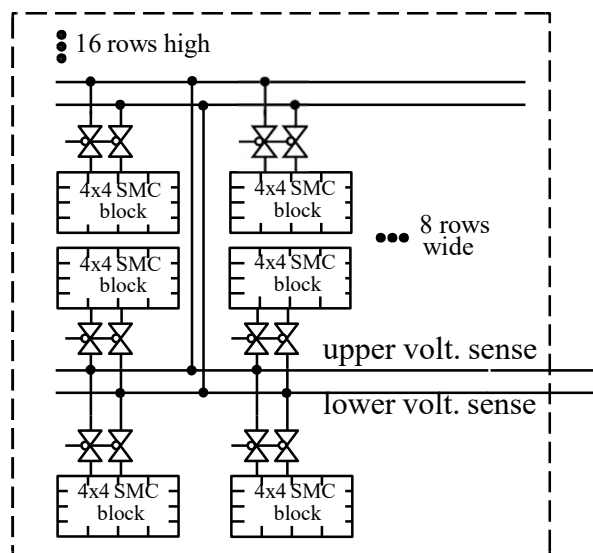 16 rows high
4x4 SMC
block
4x4 SMC
block
4x4 SMC
block
4x4 SMC
block
8 rows
wide
upper volt. sense
lower volt. sense
4x4 SMC
block
4x4 SMC
block